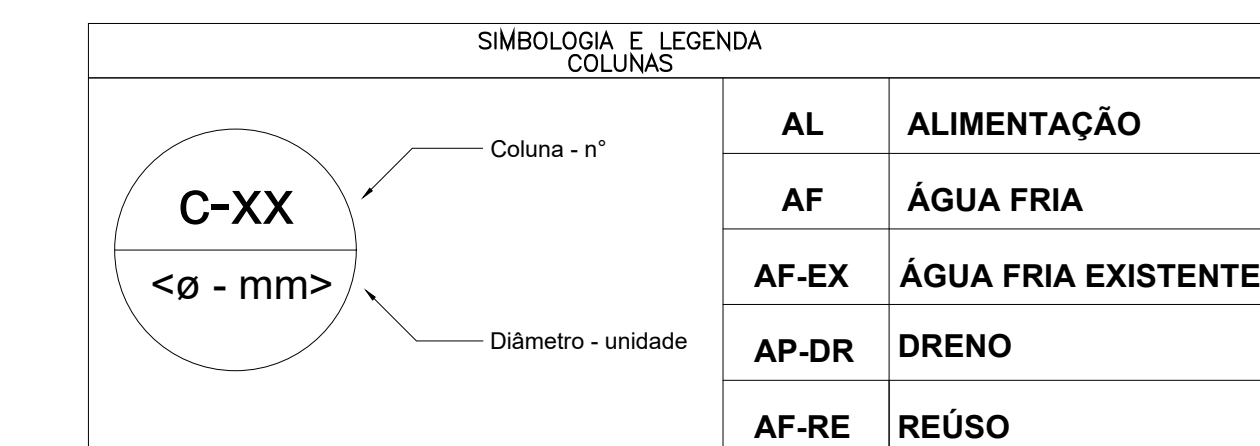 SIMBOLOGIA E LEGENDA
COLUNAS
C-XX
<ø - mm>
Coluna - n°
Diâmetro - unidade
AL ALIMENTAÇÃO
AF ÁGUA FRIA
AF-EX ÁGUA FRIA EXISTENTE
AP-DR DRENO
AF-RE REÚSO